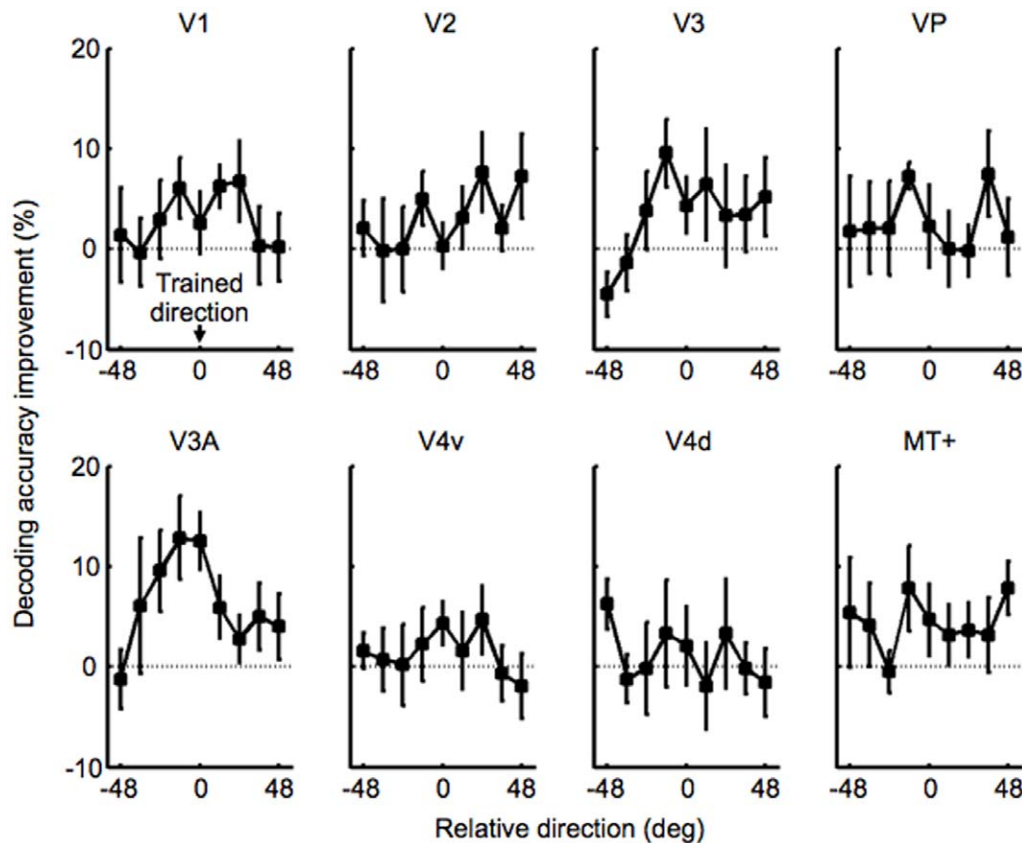 V1 V2 V3 VP
20
10
0
-10
Decoding accuracy improvement (%)
Trained
direction
-48 0 48 -48 0 48 -48 0 48 -48 0 48
V3A V4v V4d MT+
20
10
0
-10
-48 0 48 -48 0 48 -48 0 48 -48 0 48
Relative direction (deg)